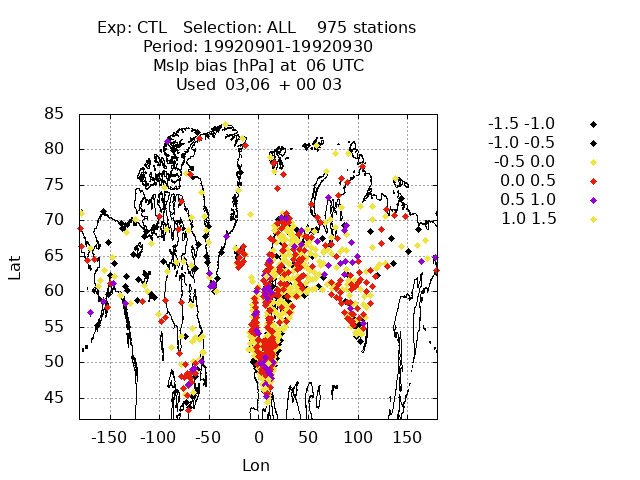 Exp: CTL   Selection: ALL    975 stations
Period: 19920901-19920930
Mslp bias [hPa] at  06 UTC
Used  03,06  + 00 03
-1.5 -1.0
-1.0 -0.5
-0.5 0.0
0.0 0.5
0.5 1.0
1.0 1.5
85
80
75
70
65
60
55
50
45
Lat
-150 -100 -50 0 50 100 150
Lon